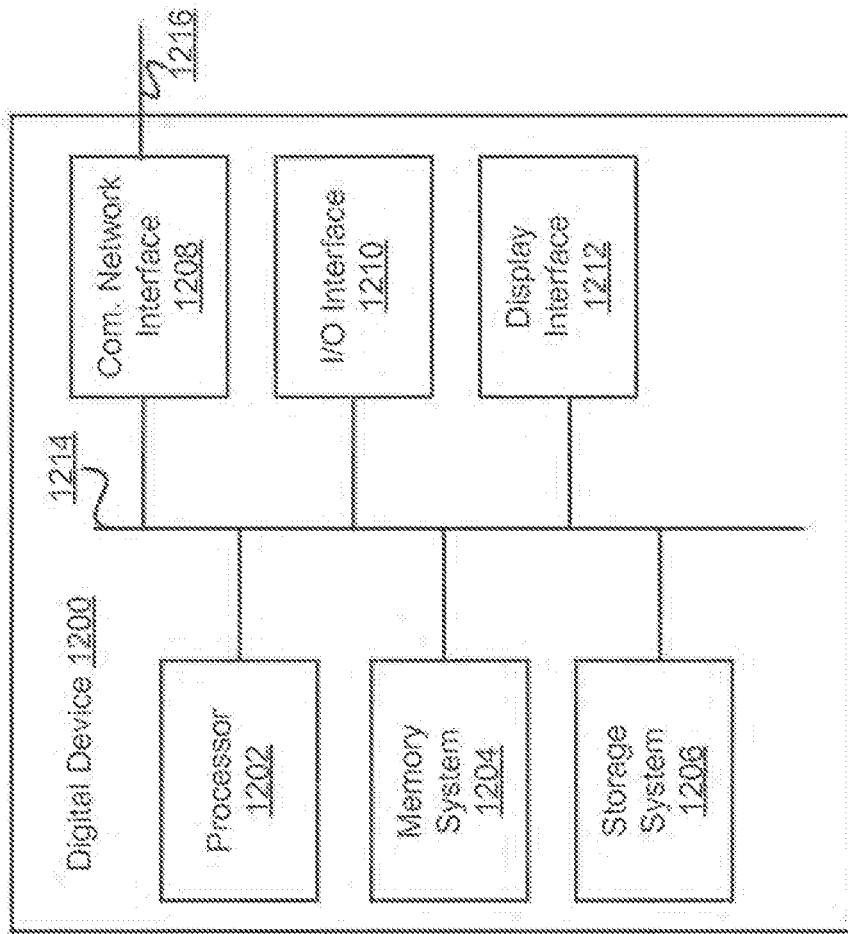 Digital Device 1200
1214
1216
Processor
1202
Memory
System
1204
Storage
System
1206
Com. Network
Interface
1208
I/O Interface
1210
Display
Interface
1212